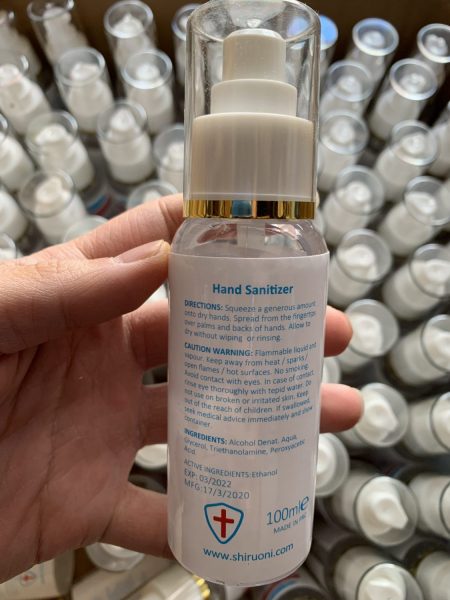 Hand Sanitizer
DIRECTIONS: Squeeze a generous amount
onto dry hands. Spread from the fingertips
over palms and backs of hands. Allow to
dry without wiping or rinsing.
CAUTION WARNING: Flammable liquid and
vapour. Keep away from heat / sparks /
open flames / hot surfaces. No smoking.
Avoid contact with eyes. In case of contact,
rinse eye thoroughly with tepid water. Do
not use on broken or irritated skin. Keep
out of the reach of children. If swallowed,
seek medical advice immediately and show
container.
INGREDIENTS: Alcohol Denat, Aqua,
Glycerol, Triethanolamine, Peroxyacetic
Acid
ACTIVE INGREDIENTS:Ethanol
EXP: 03/2022
MFG:17/3/2020
100ml℮
MADE IN PRC
www.shiruoni.com